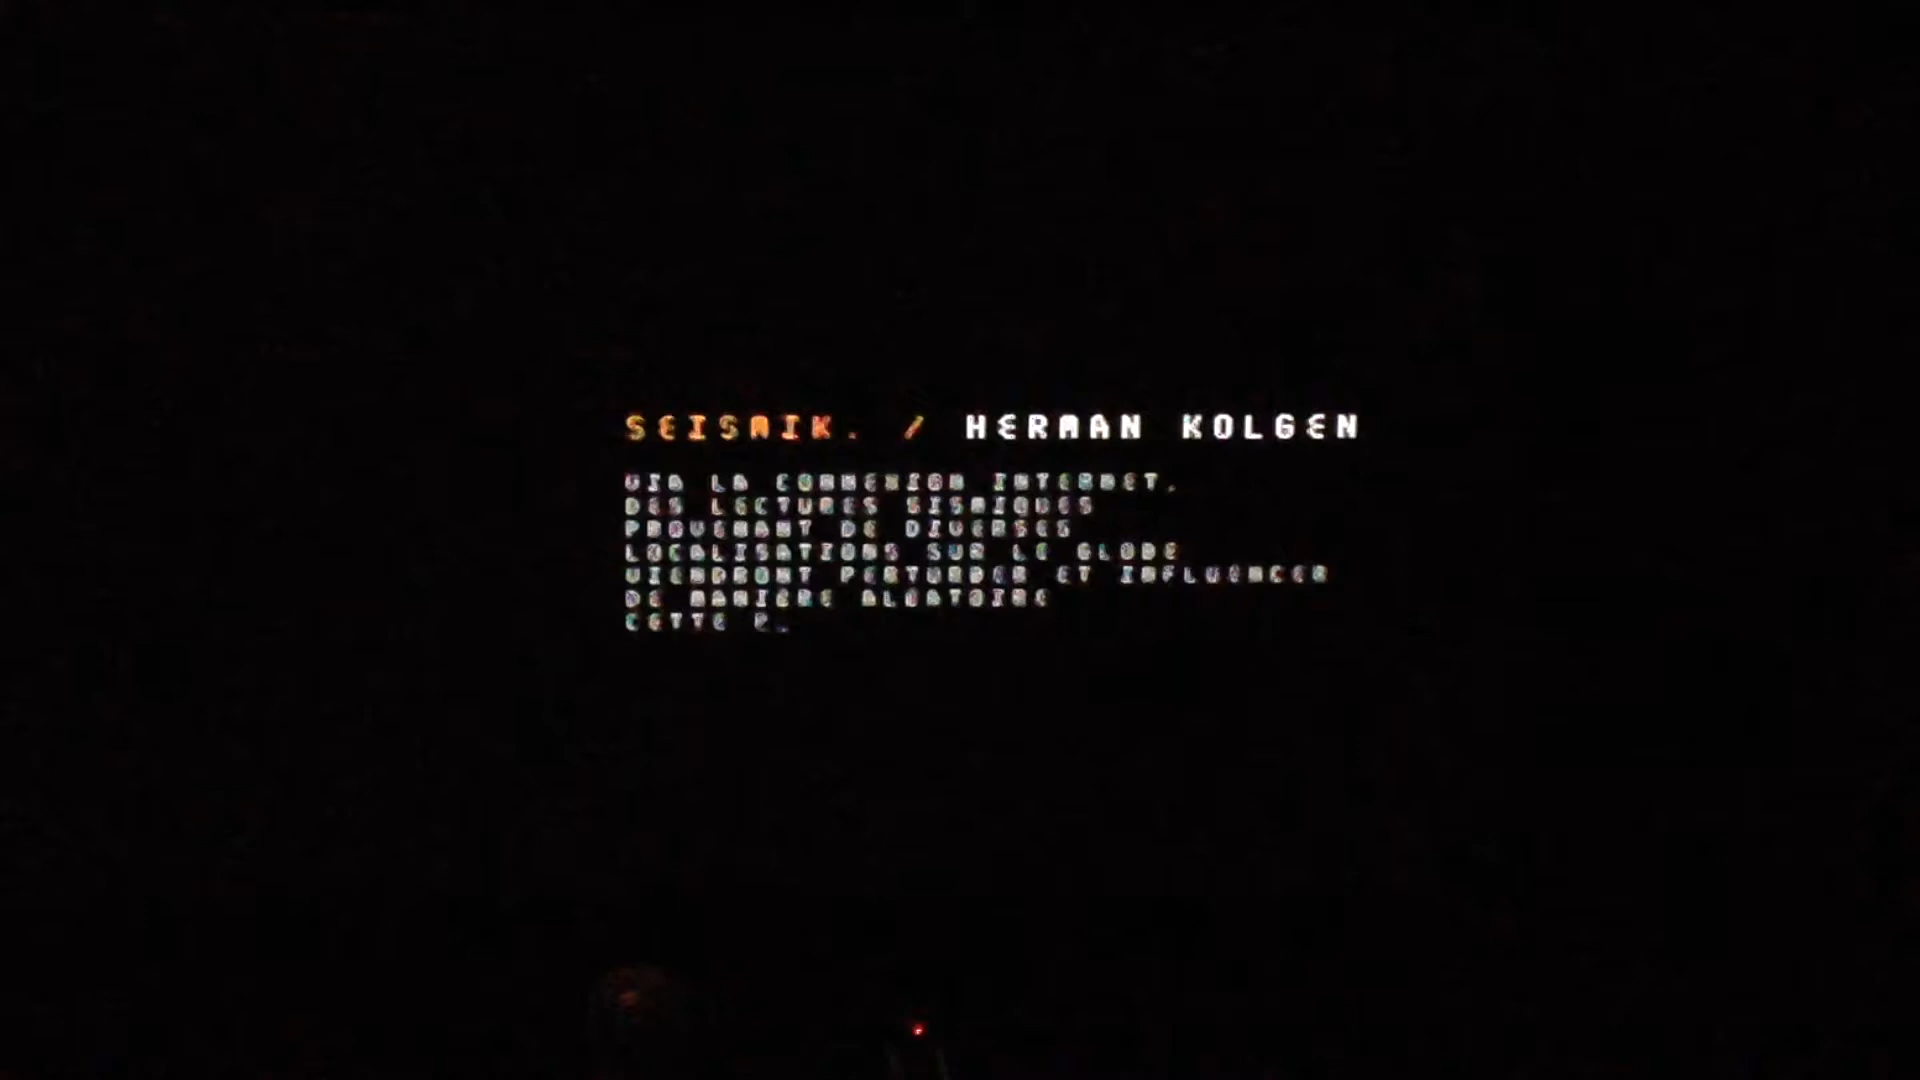 SEISMIK. / HERMAN KOLGEN
VIA LA CONNEXION INTERNET,
DES LECTURES SISMIQUES
PROVENANT DE DIVERSES
LOCALISATIONS SUR LE GLOBE
VIENDRONT PERTURBER ET INFLUENCER
DE MANIERE ALEATOIRE
CETTE P_